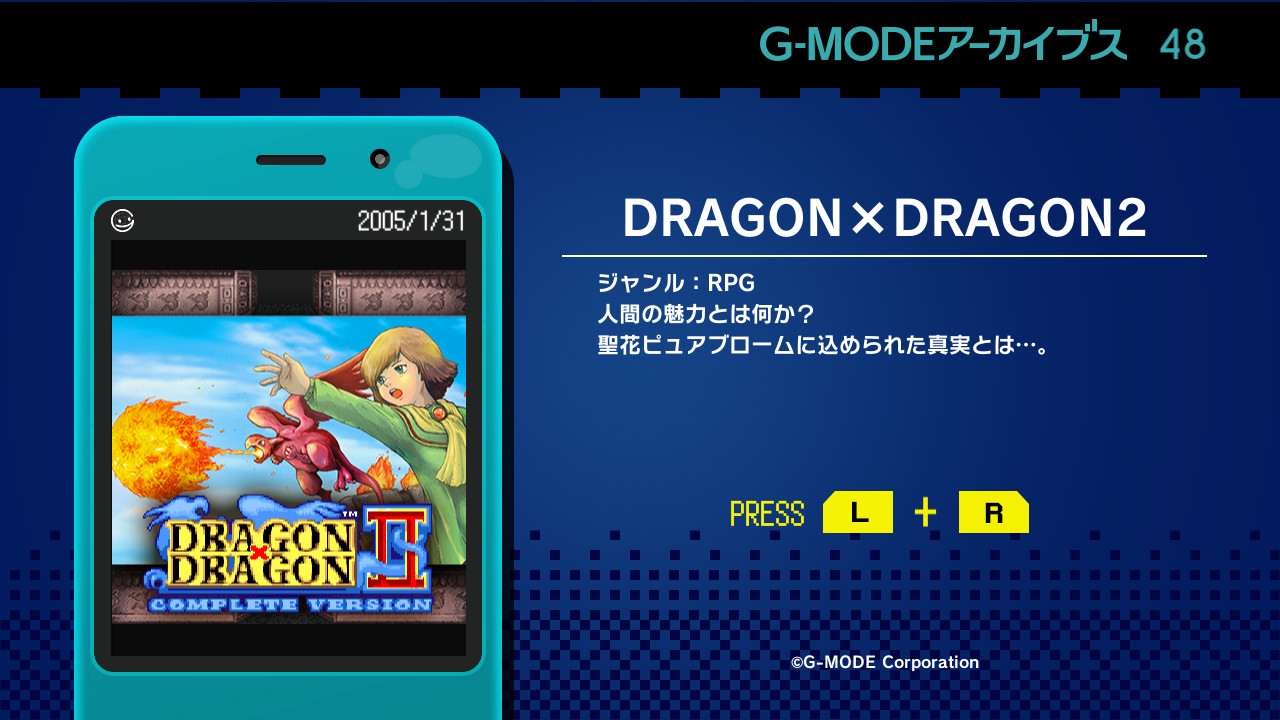 G-MODEアーカイブス 48
2005/1/31
DRAGON×DRAGON2
ジャンル：RPG
人間の魅力とは何か？
聖花ピュアブロームに込められた真実とは…。
DRAGON
×
DRAGON
II
™
COMPLETE VERSION
PRESS L + R
©G-MODE Corporation